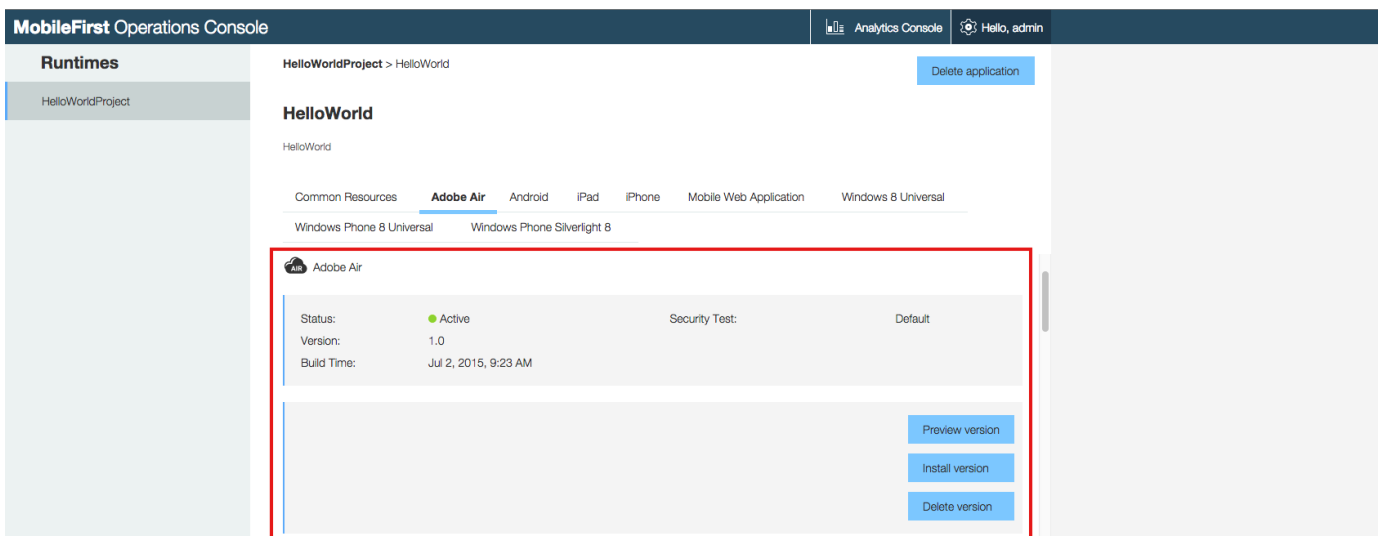 MobileFirst Operations Console
Analytics Console
Hello, admin
Runtimes
HelloWorldProject
HelloWorldProject > HelloWorld
Delete application
HelloWorld
HelloWorld
Common Resources Adobe Air Android iPad iPhone Mobile Web Application Windows 8 Universal
Windows Phone 8 Universal Windows Phone Silverlight 8
AIR Adobe Air
Status: Active Security Test: Default
Version: 1.0
Build Time: Jul 2, 2015, 9:23 AM
Preview version
Install version
Delete version